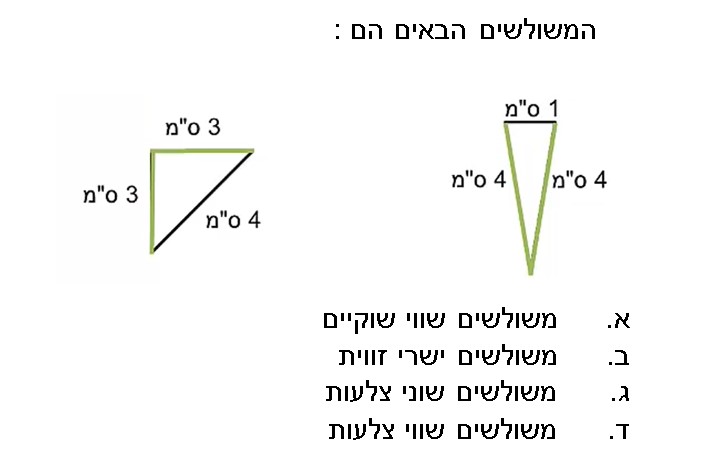 המשולשים הבאים הם :
1 ס"מ
3 ס"מ
4 ס"מ
4 ס"מ
3 ס"מ
4 ס"מ
א. משולשים שווי שוקיים
ב. משולשים ישרי זווית
ג. משולשים שוני צלעות
ד. משולשים שווי צלעות